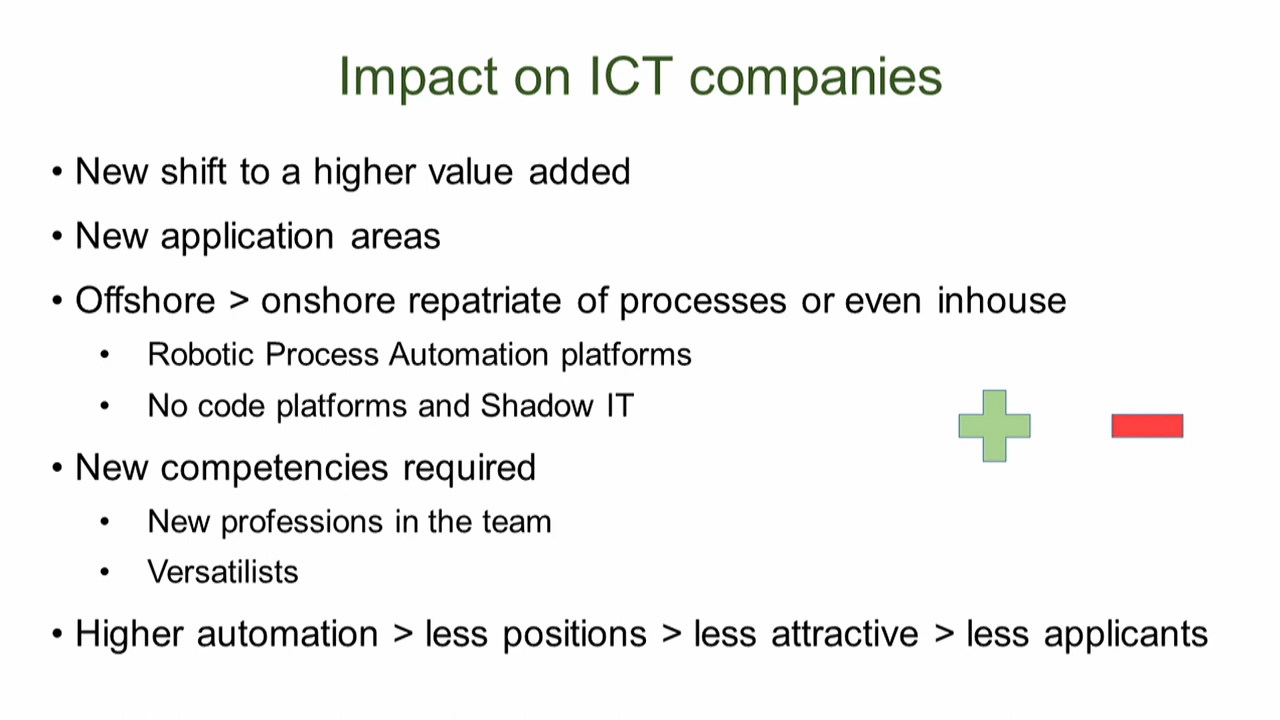 Impact on ICT companies
• New shift to a higher value added
• New application areas
• Offshore > onshore repatriate of processes or even inhouse
• Robotic Process Automation platforms
• No code platforms and Shadow IT
• New competencies required
• New professions in the team
• Versatilists
• Higher automation > less positions > less attractive > less applicants